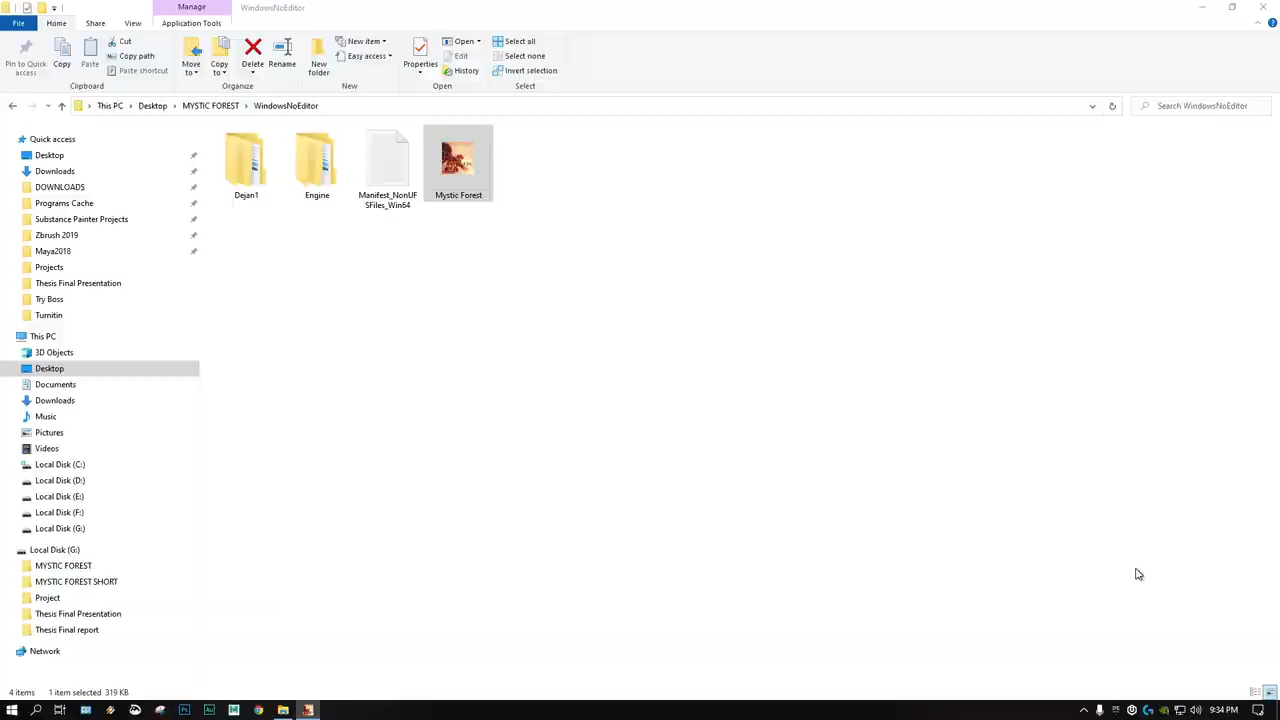 Manage
WindowsNoEditor
File
Home
Share
View
Application Tools
Pin to Quick
access
Copy
Paste
Cut
Copy path
Paste shortcut
Clipboard
Move
to
Copy
to
Delete
Rename
Organize
New
folder
New item
Easy access
New
Properties
Open
Edit
History
Open
Select all
Select none
Invert selection
Select
This PC
Desktop
MYSTIC FOREST
WindowsNoEditor
Search WindowsNoEditor
Quick access
Desktop
Downloads
DOWNLOADS
Programs Cache
Substance Painter Projects
Zbrush 2019
Maya2018
Projects
Thesis Final Presentation
Try Boss
Turnitin
This PC
3D Objects
Desktop
Documents
Downloads
Music
Pictures
Videos
Local Disk (C:)
Local Disk (D:)
Local Disk (E:)
Local Disk (F:)
Local Disk (G:)
Local Disk (G:)
MYSTIC FOREST
MYSTIC FOREST SHORT
Project
Thesis Final Presentation
Thesis Final report
Network
Dejan1
Engine
Manifest_NonUF
SFiles_Win64
Mystic Forest
4 items
1 item selected 319 KB
Ps
Au
M
9:34 PM